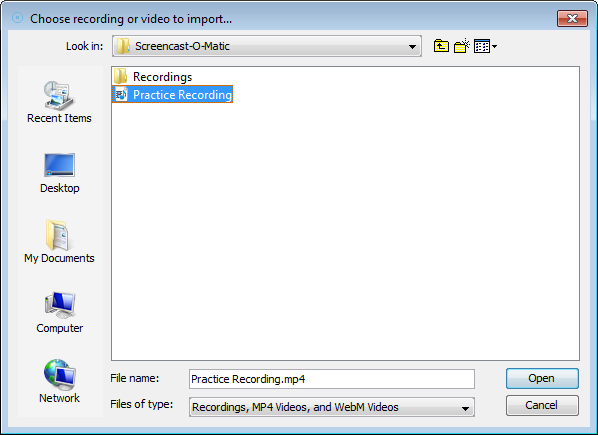 Choose recording or video to import...
Look in:
Screencast-O-Matic
Recent Items
Desktop
My Documents
Computer
Network
Recordings
Practice Recording
File name:
Practice Recording.mp4
Open
Files of type:
Recordings, MP4 Videos, and WebM Videos
Cancel